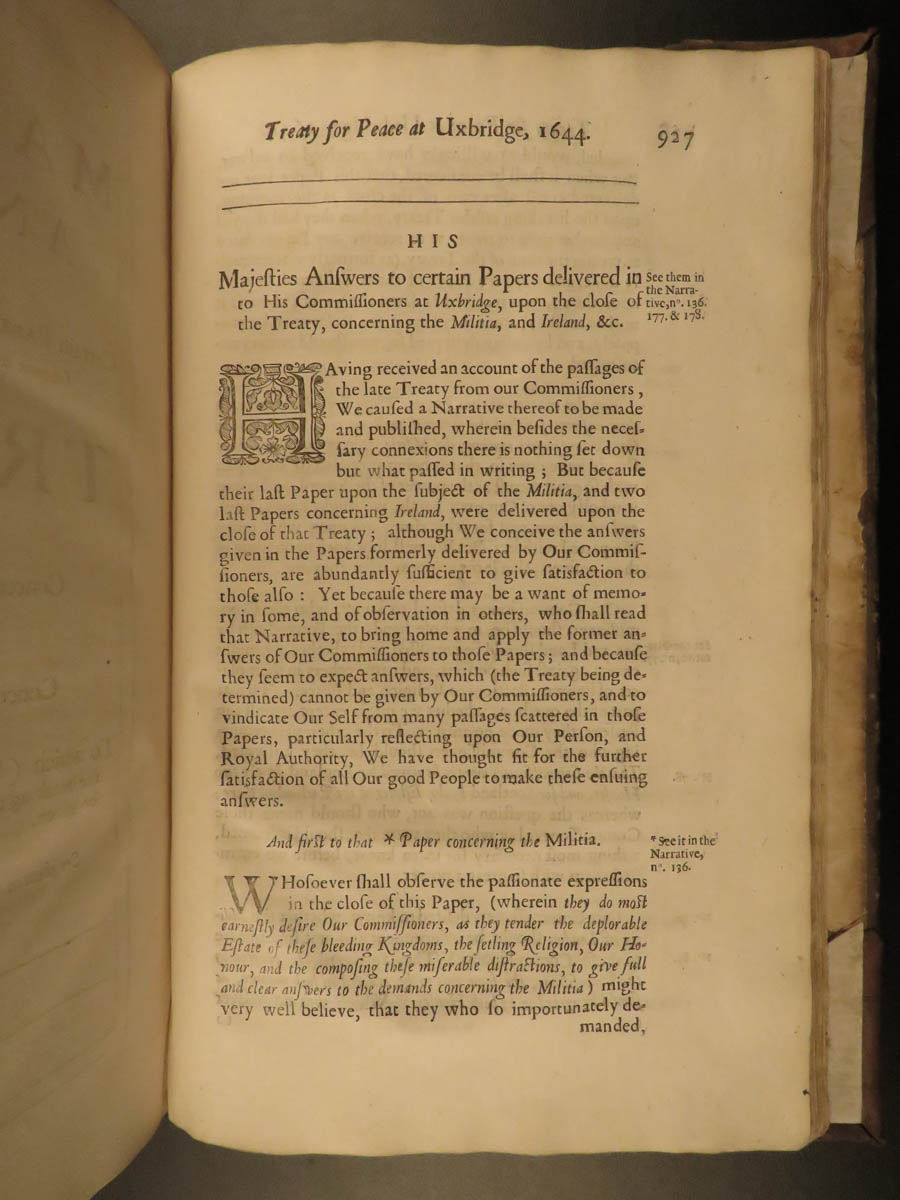 Treaty for Peace at Uxbridge, 1644. 927
HIS
Majeſties Anſwers to certain Papers delivered in
to His Commiſſioners at Uxbridge, upon the cloſe of
the Treaty, concerning the Militia, and Ireland, &c.
See them in
the Narra-
tive, nº. 136.
177. & 178.
HAving received an account of the paſſages of
the late Treaty from our Commiſſioners,
We cauſed a Narrative thereof to be made
and publiſhed, wherein beſides the neceſ-
ſary connexions there is nothing ſet down
but what paſſed in writing; But becauſe
their laſt Paper upon the ſubject of the Militia, and two
laſt Papers concerning Ireland, were delivered upon the
cloſe of that Treaty; although We conceive the anſwers
given in the Papers formerly delivered by Our Commiſ-
ſioners, are abundantly ſufficient to give ſatisfaction to
thoſe alſo: Yet becauſe there may be a want of memo-
ry in ſome, and of obſervation in others, who ſhall read
that Narrative, to bring home and apply the former an-
ſwers of Our Commiſſioners to thoſe Papers; and becauſe
they ſeem to expect anſwers, which (the Treaty being de-
termined) cannot be given by Our Commiſſioners, and to
vindicate Our Self from many paſſages ſcattered in thoſe
Papers, particularly reflecting upon Our Perſon, and
Royal Authority, We have thought fit for the further
ſatisfaction of all Our good People to make theſe enſuing
anſwers.
And firſt to that * Paper concerning the Militia.
* See it in the
Narrative,
nº. 136.
WHoſoever ſhall obſerve the paſſionate expreſſions
in the cloſe of this Paper, (wherein they do moſt
earneſtly deſire Our Commiſſioners, as they tender the deplorable
Eſtate of theſe bleeding Kingdoms, the ſetling Religion, Our Ho-
nour, and the compoſing theſe miſerable diſtractions, to give full
and clear anſwers to the demands concerning the Militia) might
very well believe, that they who ſo importunately de-
manded,